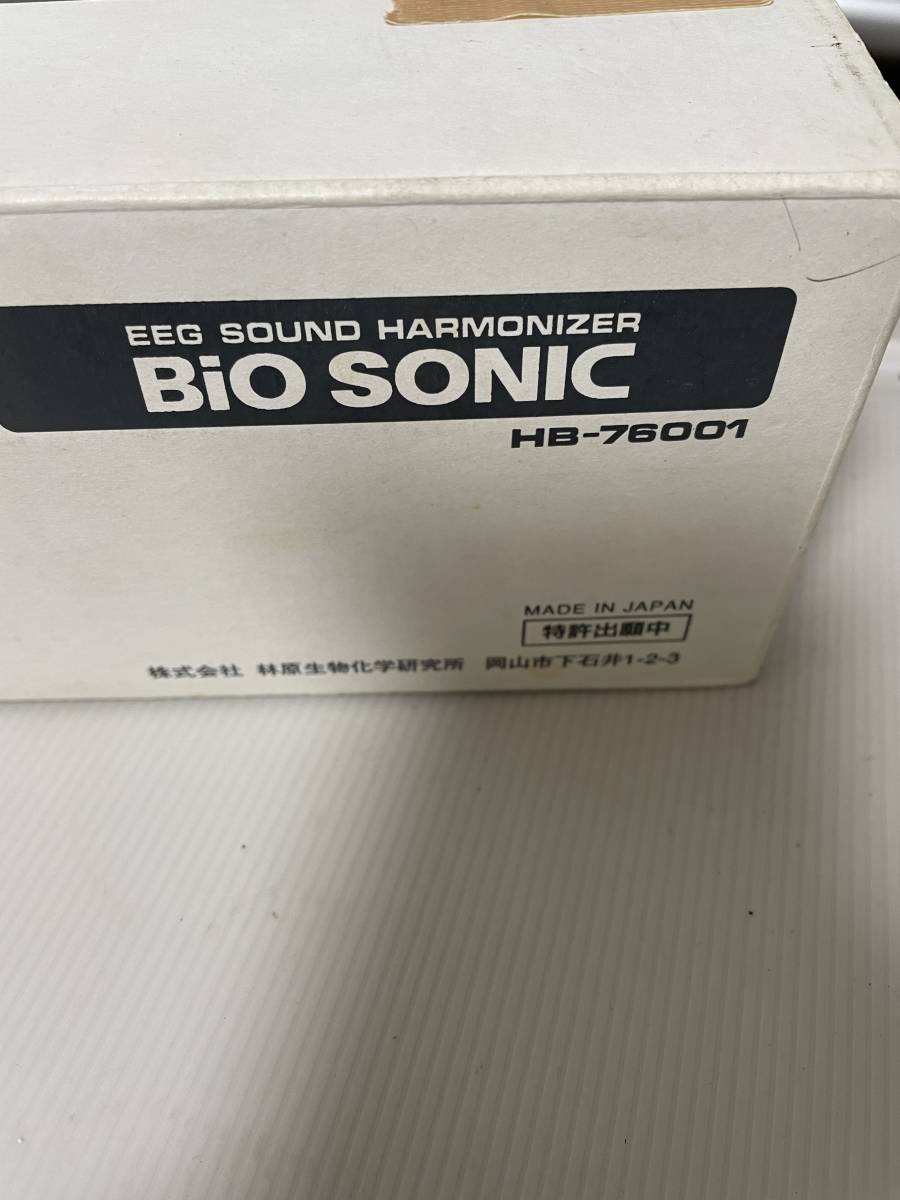 EEG SOUND HARMONIZER
BiO SONIC
HB-76001
MADE IN JAPAN
特許出願中
株式会社 林原生物化学研究所 岡山市下石井1-2-3